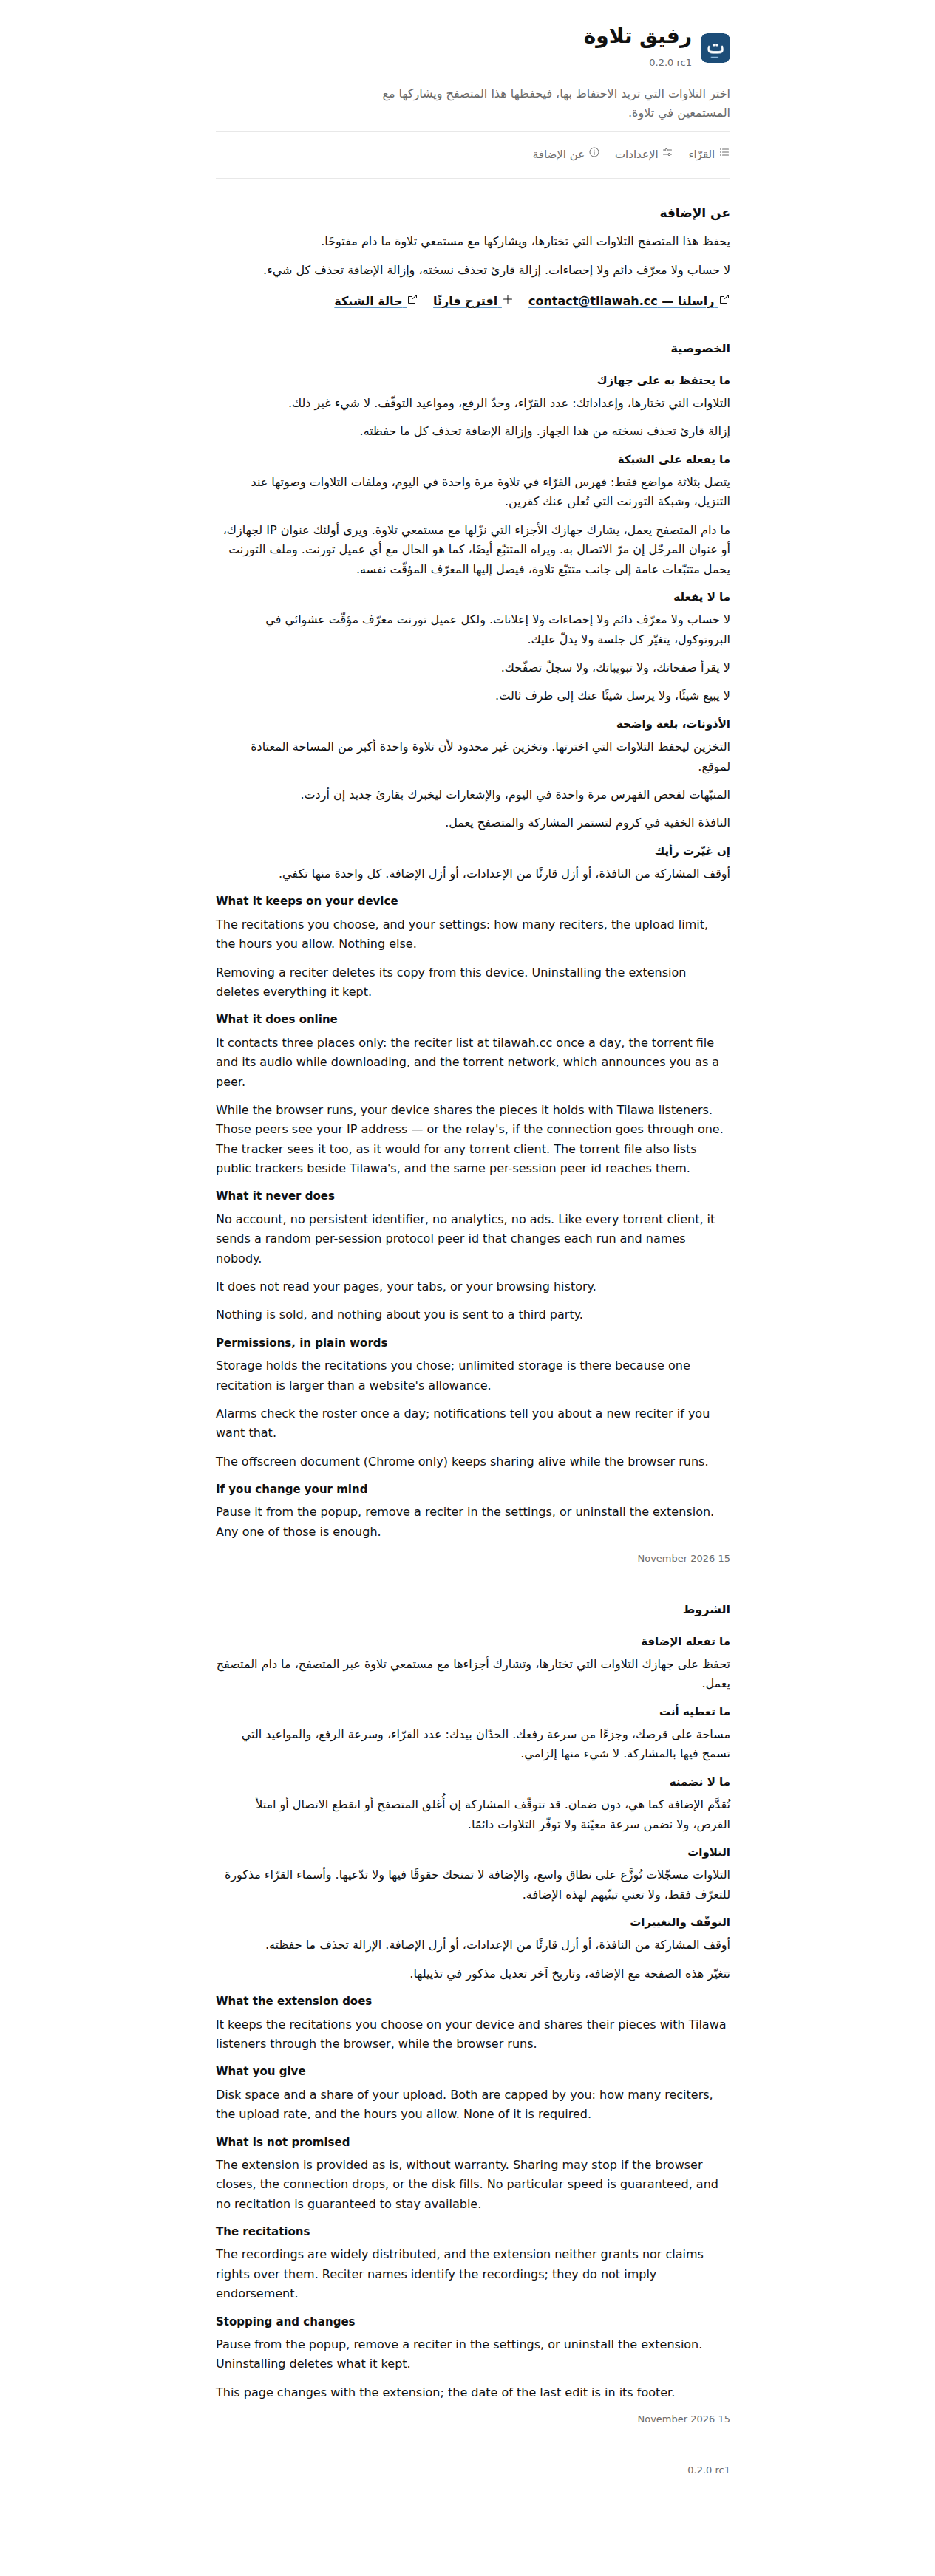 ت
رفيق تلاوة
0.2.0 rc1
اختر التلاوات التي تريد الاحتفاظ بها، فيحفظها هذا المتصفح ويشاركها مع
المستمعين في تلاوة.
القرّاء
الإعدادات
عن الإضافة
عن الإضافة
يحفظ هذا المتصفح التلاوات التي تختارها، ويشاركها مع مستمعي تلاوة ما دام مفتوحًا.
لا حساب ولا معرّف دائم ولا إحصاءات. إزالة قارئ تحذف نسخته، وإزالة الإضافة تحذف كل شيء.
راسلنا — contact@tilawah.cc
اقترح قارئًا
حالة الشبكة
الخصوصية
ما يحتفظ به على جهازك
التلاوات التي تختارها، وإعداداتك: عدد القرّاء، وحدّ الرفع، ومواعيد التوقّف. لا شيء غير ذلك.
إزالة قارئ تحذف نسخته من هذا الجهاز. وإزالة الإضافة تحذف كل ما حفظته.
ما يفعله على الشبكة
يتصل بثلاثة مواضع فقط: فهرس القرّاء في تلاوة مرة واحدة في اليوم، وملفات التلاوات وصوتها عند
التنزيل، وشبكة التورنت التي تُعلن عنك كقرين.
ما دام المتصفح يعمل، يشارك جهازك الأجزاء التي نزّلها مع مستمعي تلاوة. ويرى أولئك عنوان IP لجهازك،
أو عنوان المرحّل إن مرّ الاتصال به. ويراه المتتبّع أيضًا، كما هو الحال مع أي عميل تورنت. وملف التورنت
يحمل متتبّعات عامة إلى جانب متتبّع تلاوة، فيصل إليها المعرّف المؤقّت نفسه.
ما لا يفعله
لا حساب ولا معرّف دائم ولا إحصاءات ولا إعلانات. ولكل عميل تورنت معرّف مؤقّت عشوائي في
البروتوكول، يتغيّر كل جلسة ولا يدلّ عليك.
لا يقرأ صفحاتك، ولا تبويباتك، ولا سجلّ تصفّحك.
لا يبيع شيئًا، ولا يرسل شيئًا عنك إلى طرف ثالث.
الأذونات، بلغة واضحة
التخزين ليحفظ التلاوات التي اخترتها. وتخزين غير محدود لأن تلاوة واحدة أكبر من المساحة المعتادة
لموقع.
المنبّهات لفحص الفهرس مرة واحدة في اليوم، والإشعارات ليخبرك بقارئ جديد إن أردت.
النافذة الخفية في كروم لتستمر المشاركة والمتصفح يعمل.
إن غيّرت رأيك
أوقف المشاركة من النافذة، أو أزل قارئًا من الإعدادات، أو أزل الإضافة. كل واحدة منها تكفي.
What it keeps on your device
The recitations you choose, and your settings: how many reciters, the upload limit,
the hours you allow. Nothing else.
Removing a reciter deletes its copy from this device. Uninstalling the extension
deletes everything it kept.
What it does online
It contacts three places only: the reciter list at tilawah.cc once a day, the torrent file
and its audio while downloading, and the torrent network, which announces you as a
peer.
While the browser runs, your device shares the pieces it holds with Tilawa listeners.
Those peers see your IP address — or the relay's, if the connection goes through one.
The tracker sees it too, as it would for any torrent client. The torrent file also lists
public trackers beside Tilawa's, and the same per-session peer id reaches them.
What it never does
No account, no persistent identifier, no analytics, no ads. Like every torrent client, it
sends a random per-session protocol peer id that changes each run and names
nobody.
It does not read your pages, your tabs, or your browsing history.
Nothing is sold, and nothing about you is sent to a third party.
Permissions, in plain words
Storage holds the recitations you chose; unlimited storage is there because one
recitation is larger than a website's allowance.
Alarms check the roster once a day; notifications tell you about a new reciter if you
want that.
The offscreen document (Chrome only) keeps sharing alive while the browser runs.
If you change your mind
Pause it from the popup, remove a reciter in the settings, or uninstall the extension.
Any one of those is enough.
November 2026 15
الشروط
ما تفعله الإضافة
تحفظ على جهازك التلاوات التي تختارها، وتشارك أجزاءها مع مستمعي تلاوة عبر المتصفح، ما دام المتصفح
يعمل.
ما تعطيه أنت
مساحة على قرصك، وجزءًا من سرعة رفعك. الحدّان بيدك: عدد القرّاء، وسرعة الرفع، والمواعيد التي
تسمح فيها بالمشاركة. لا شيء منها إلزامي.
ما لا نضمنه
تُقدَّم الإضافة كما هي، دون ضمان. قد تتوقّف المشاركة إن أُغلق المتصفح أو انقطع الاتصال أو امتلأ
القرص، ولا نضمن سرعة معيّنة ولا توفّر التلاوات دائمًا.
التلاوات
التلاوات مسجّلات تُوزَّع على نطاق واسع، والإضافة لا تمنحك حقوقًا فيها ولا تدّعيها. وأسماء القرّاء مذكورة
للتعرّف فقط، ولا تعني تبنّيهم لهذه الإضافة.
التوقّف والتغييرات
أوقف المشاركة من النافذة، أو أزل قارئًا من الإعدادات، أو أزل الإضافة. الإزالة تحذف ما حفظته.
تتغيّر هذه الصفحة مع الإضافة، وتاريخ آخر تعديل مذكور في تذييلها.
What the extension does
It keeps the recitations you choose on your device and shares their pieces with Tilawa
listeners through the browser, while the browser runs.
What you give
Disk space and a share of your upload. Both are capped by you: how many reciters,
the upload rate, and the hours you allow. None of it is required.
What is not promised
The extension is provided as is, without warranty. Sharing may stop if the browser
closes, the connection drops, or the disk fills. No particular speed is guaranteed, and
no recitation is guaranteed to stay available.
The recitations
The recordings are widely distributed, and the extension neither grants nor claims
rights over them. Reciter names identify the recordings; they do not imply
endorsement.
Stopping and changes
Pause from the popup, remove a reciter in the settings, or uninstall the extension.
Uninstalling deletes what it kept.
This page changes with the extension; the date of the last edit is in its footer.
November 2026 15
0.2.0 rc1